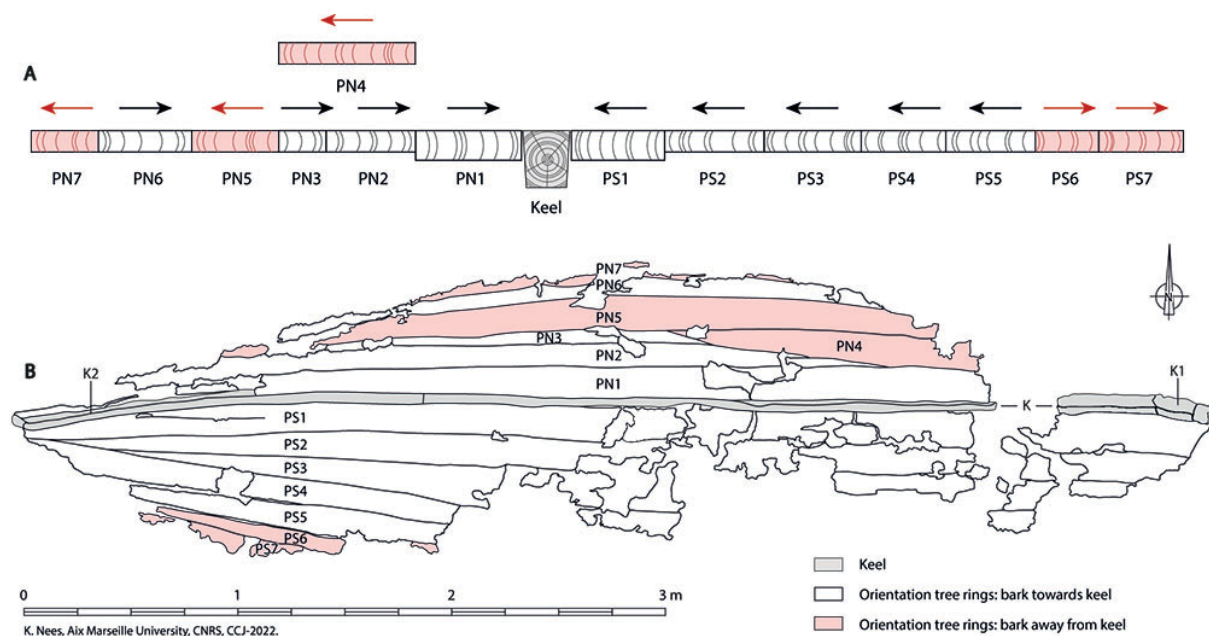 A
PN4
PN7 PN6 PN5 PN3 PN2 PN1 Keel PS1 PS2 PS3 PS4 PS5 PS6 PS7
N
PN7
PN6
PN5
PN3
PN4
PN2
B
K2
PN1
K1
K
PS1
PS2
PS3
PS4
PS5
PS6
PS7
Keel
Orientation tree rings: bark towards keel
Orientation tree rings: bark away from keel
0 1 2 3 m
K. Nees, Aix Marseille University, CNRS, CCJ-2022.